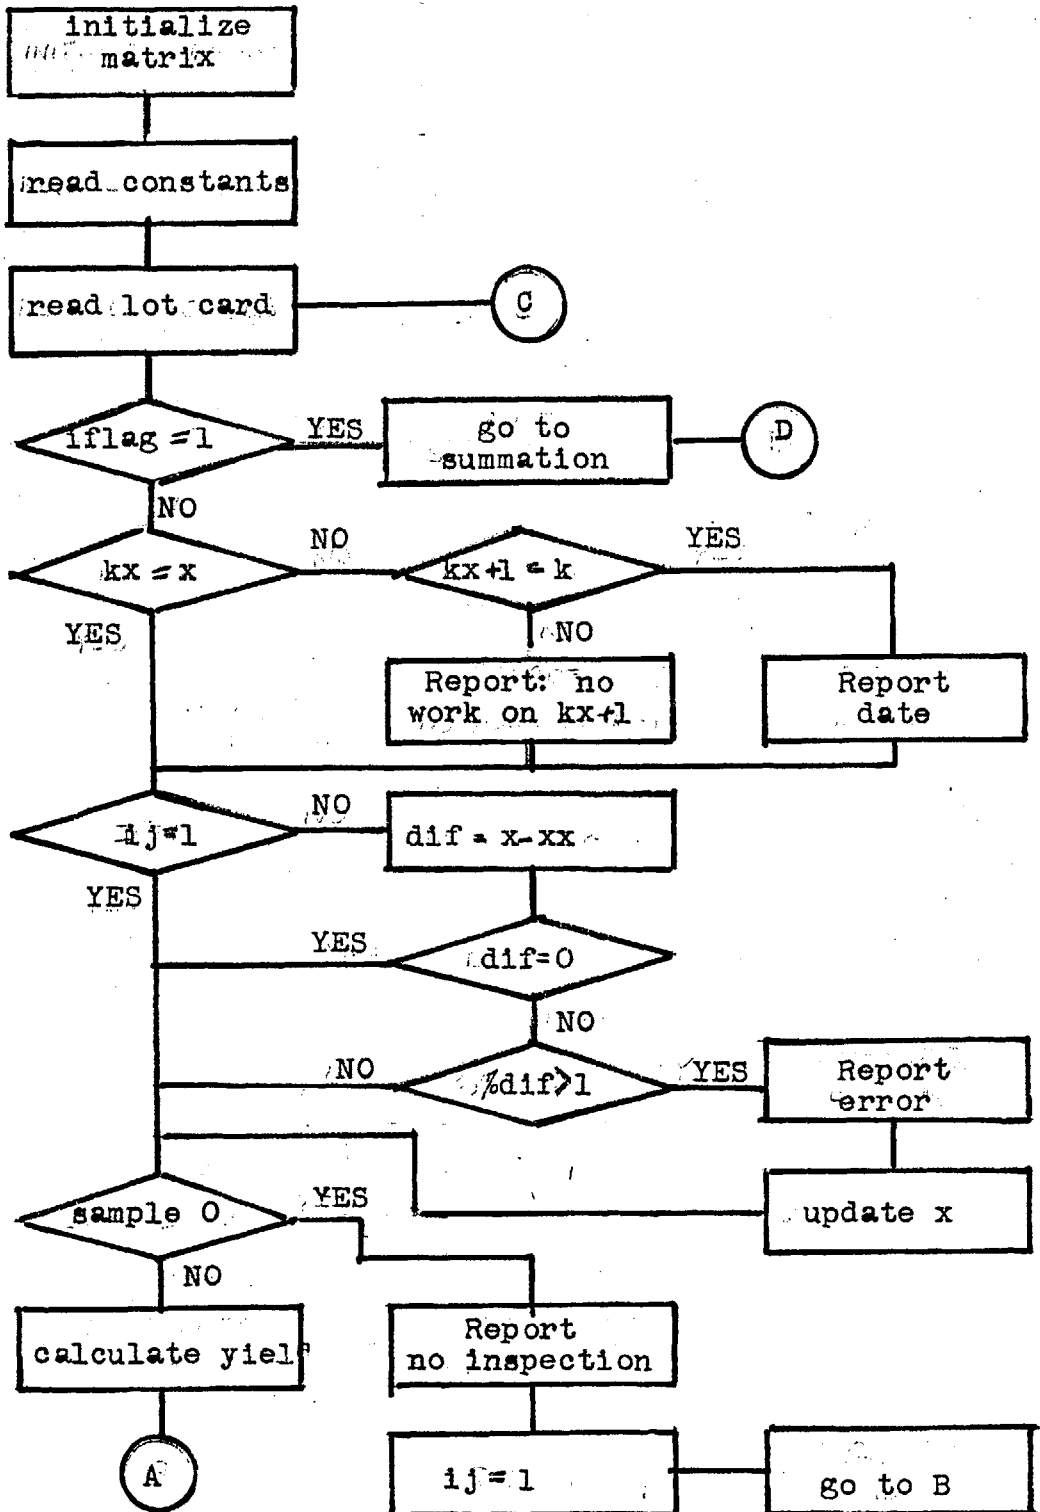 initialize
matrix
read constants
read lot card
C
iflag = 1
YES
go to
summation
D
NO
kx = x
NO
kx+1 = k
YES
YES
NO
Report: no
work on kx+1
Report
date
ij=1
NO
dif = x-xx
YES
YES
dif=0
NO
NO
%dif>1
YES
Report
error
sample 0
YES
update x
NO
calculate yiel
Report
no inspection
A
ij = 1
go to B